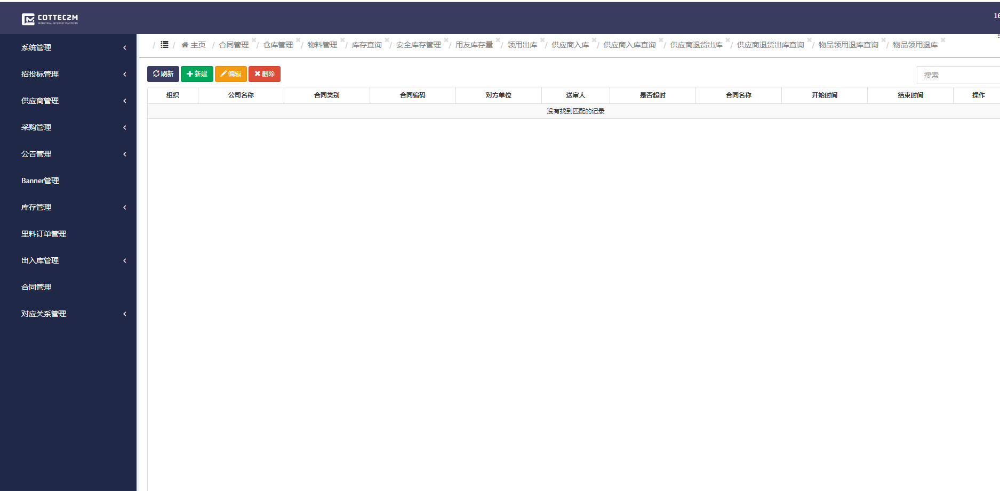 COTTEC2M
INDUSTRIAL INTERNET PLATFORM
16
系统管理
招投标管理
供应商管理
采购管理
公告管理
Banner管理
库存管理
里料订单管理
出入库管理
合同管理
对应关系管理
/ / 主页 / 合同管理 / 仓库管理 / 物料管理 / 库存查询 / 安全库存管理 / 用友库存量 / 领用出库 / 供应商入库 / 供应商入库查询 / 供应商退货出库 / 供应商退货出库查询 / 物品领用退库查询 / 物品领用退库
刷新 新建 编辑 删除 搜索
组织 公司名称 合同类别 合同编码 对方单位 送审人 是否超时 合同名称 开始时间 结束时间 操作
没有找到匹配的记录